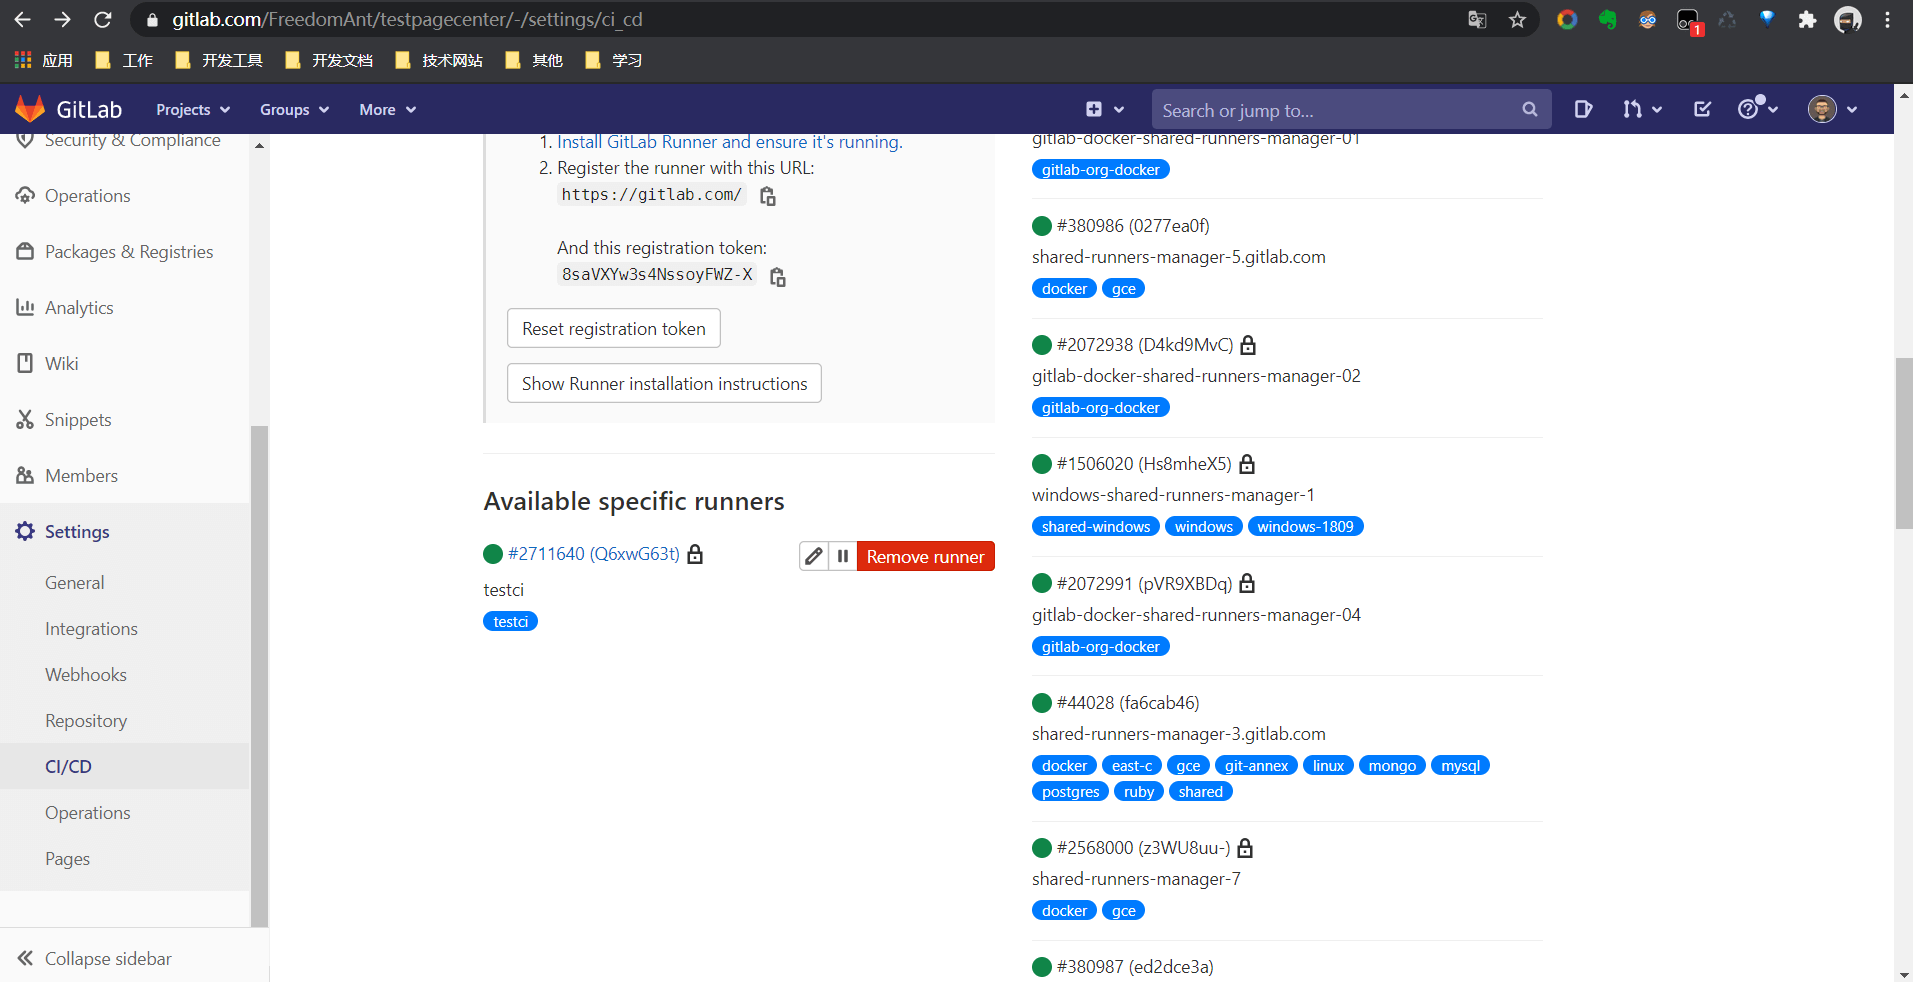 gitlab.com/FreedomAnt/testpagecenter/-/settings/ci_cd
1
应用 工作 开发工具 开发文档 技术网站 其他 学习
GitLab Projects Groups More Search or jump to...
Security & Compliance
Operations
Packages & Registries
Analytics
Wiki
Snippets
Members
Settings
General
Integrations
Webhooks
Repository
CI/CD
Operations
Pages
Collapse sidebar
1. Install GitLab Runner and ensure it's running.
2. Register the runner with this URL:
https://gitlab.com/
And this registration token:
8saVXYw3s4NssoyFWZ-X
Reset registration token
Show Runner installation instructions
Available specific runners
#2711640 (Q6xwG63t) Remove runner
testci
testci
gitlab-docker-shared-runners-manager-01
gitlab-org-docker
#380986 (0277ea0f)
shared-runners-manager-5.gitlab.com
docker gce
#2072938 (D4kd9MvC)
gitlab-docker-shared-runners-manager-02
gitlab-org-docker
#1506020 (Hs8mheX5)
windows-shared-runners-manager-1
shared-windows windows windows-1809
#2072991 (pVR9XBDq)
gitlab-docker-shared-runners-manager-04
gitlab-org-docker
#44028 (fa6cab46)
shared-runners-manager-3.gitlab.com
docker east-c gce git-annex linux mongo mysql
postgres ruby shared
#2568000 (z3WU8uu-)
shared-runners-manager-7
docker gce
#380987 (ed2dce3a)